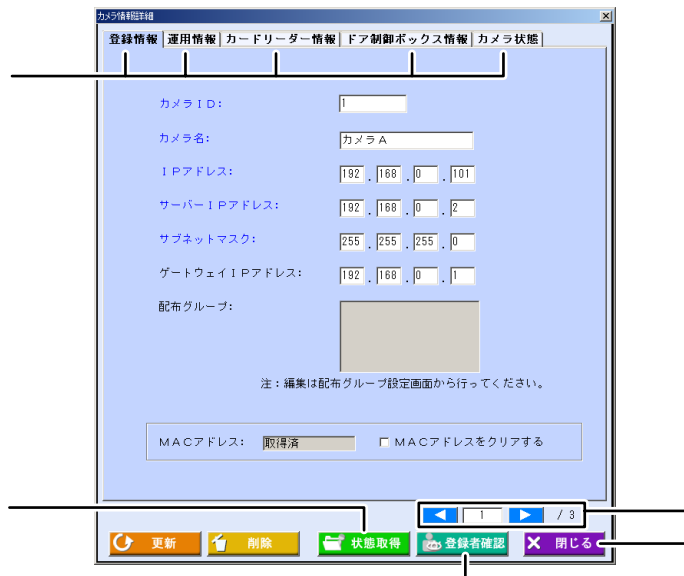 カメラ情報詳細
登録情報 運用情報 カードリーダー情報 ドア制御ボックス情報 カメラ状態
カメラID: 1
カメラ名: カメラA
IPアドレス: 192 . 168 . 0 . 101
サーバーIPアドレス: 192 . 168 . 0 . 2
サブネットマスク: 255 . 255 . 255 . 0
ゲートウェイIPアドレス: 192 . 168 . 0 . 1
配布グループ:
注:編集は配布グループ設定画面から行ってください。
MACアドレス: 取得済 MACアドレスをクリアする
1 / 3
更新 削除 状態取得 登録者確認 閉じる